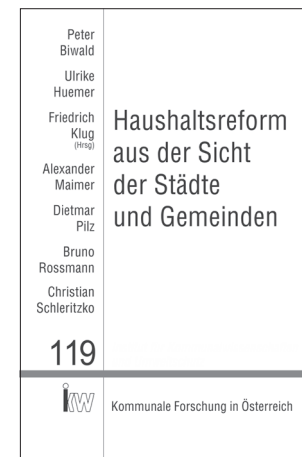 Peter
Biwald
Ulrike
Huemer
Friedrich
Klug
(Hrsg)
Alexander
Maimer
Dietmar
Pilz
Bruno
Rossmann
Christian
Schleritzko
119
Haushaltsreform
aus der Sicht
der Städte
und Gemeinden
ikw
Kommunale Forschung in Österreich